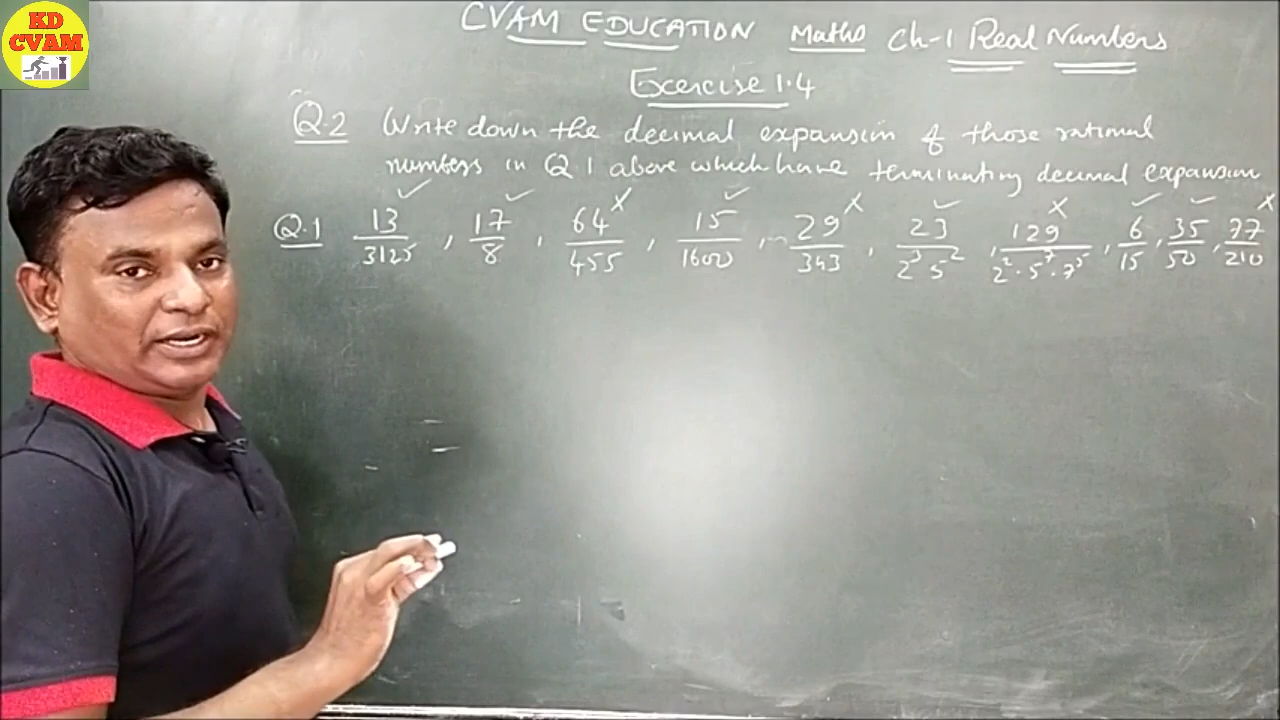 KD
CVAM
CVAM EDUCATION Maths Ch-1 Real Numbers
Exercise 1.4
Q.2 Write down the decimal expansion of those rational
numbers in Q.1 above which have terminating decimal expansion
Q.1 13/3125 ✓, 17/8 ✓, 64/455 ✗, 15/1600 ✓, 29/343 ✗, 23/2³5² ✓, 129/2²·5⁷·7⁵ ✗, 6/15 ✓, 35/50 ✓, 77/210 ✗